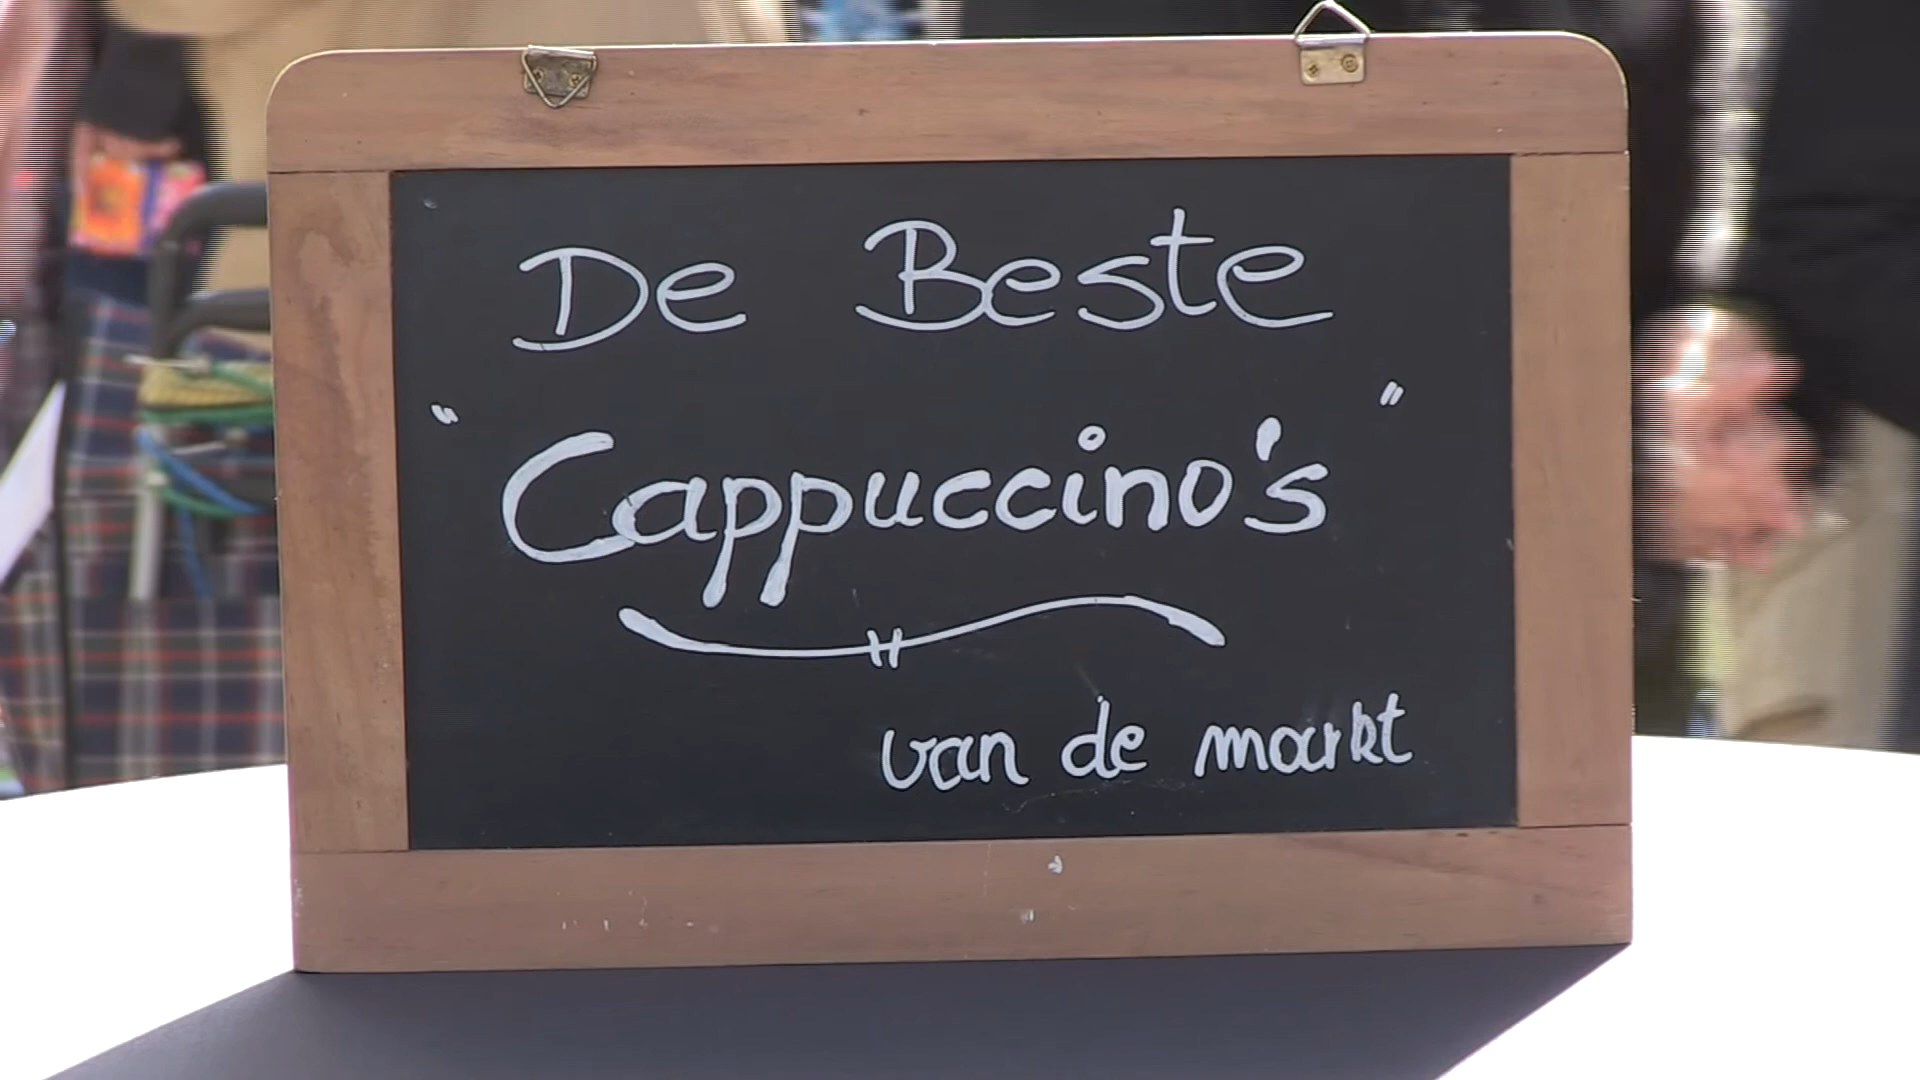 De Beste
"Cappuccino's"
van de markt